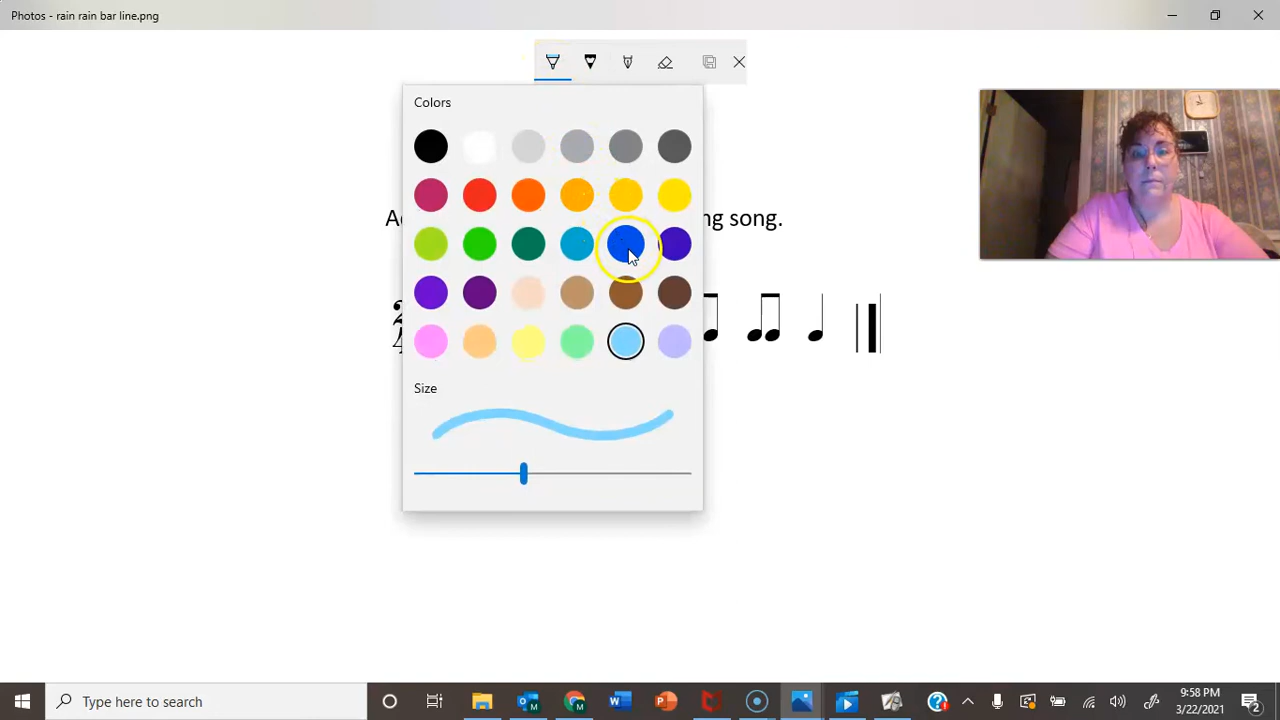 Photos - rain rain bar line.png
Colors
ng song.
Size
Type here to search
9:58 PM
3/22/2021
2